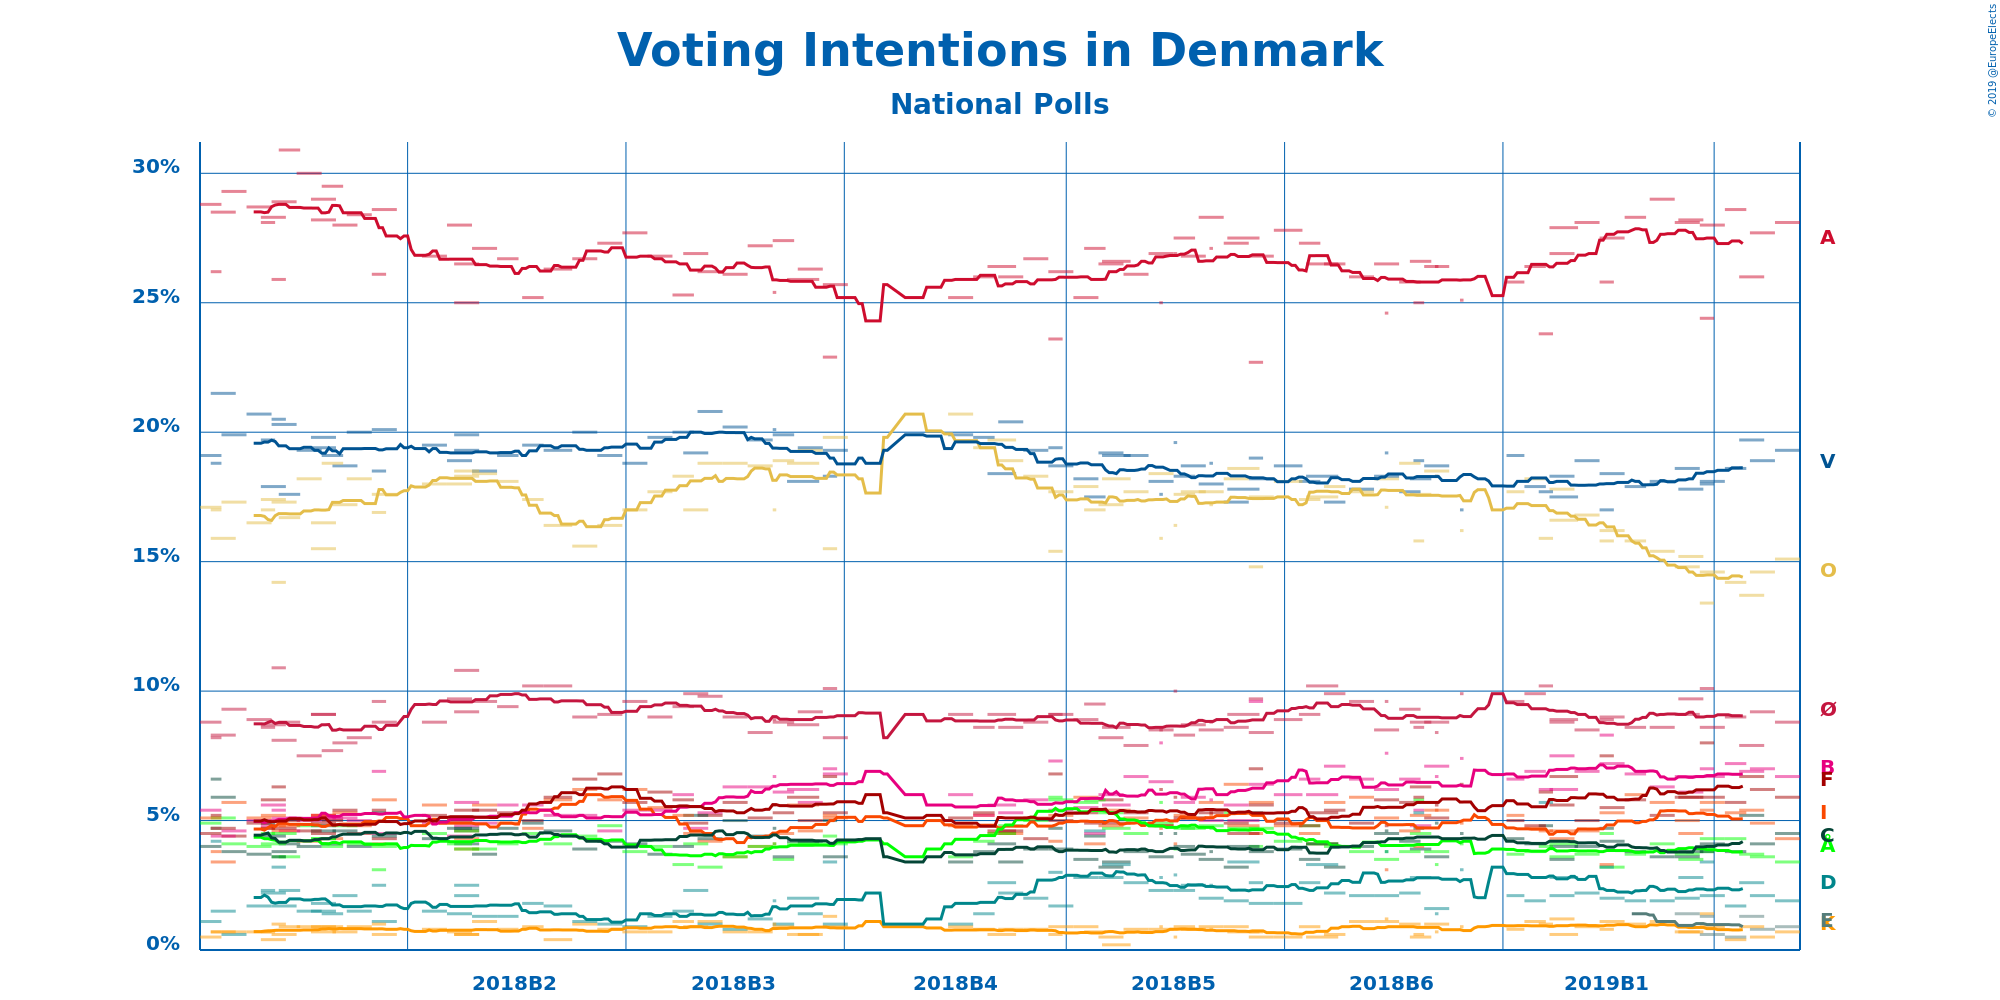 Voting Intentions in Denmark
National Polls
© 2019 @EuropeElects
30%
25%
20%
15%
10%
5%
0%
A
V
O
Ø
B
F
I
C
Å
D
E
K
2018B2
2018B3
2018B4
2018B5
2018B6
2019B1